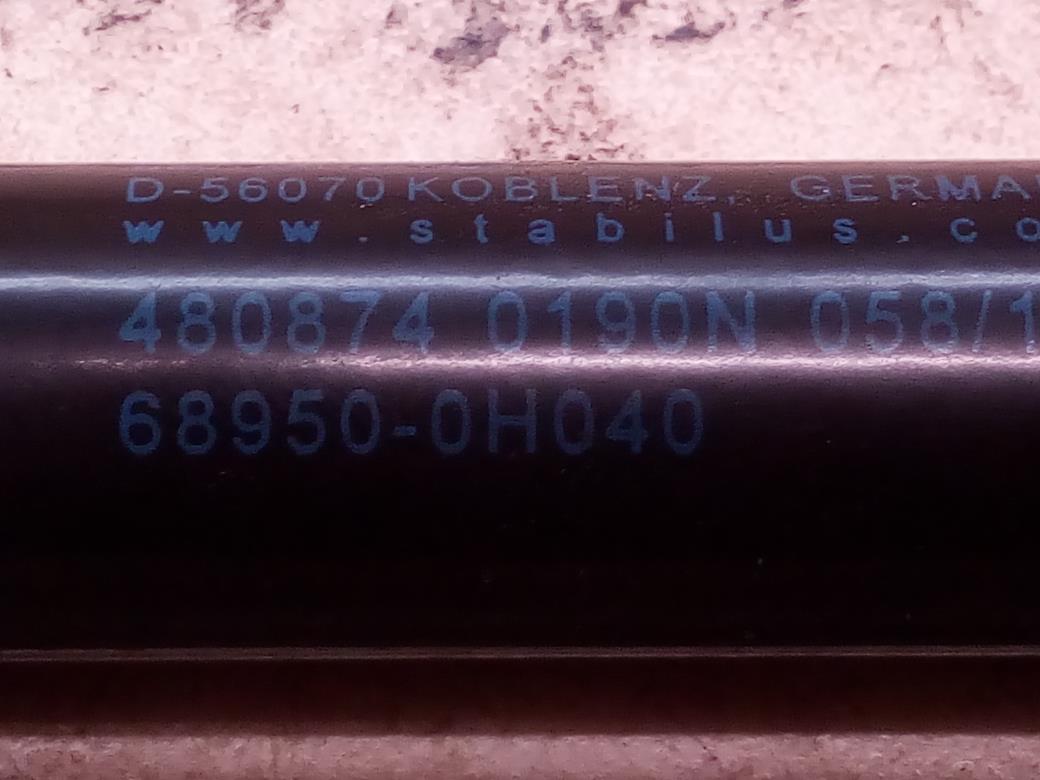 D-56070 KOBLENZ, GERMA
www.stabilus.co
480874 0190N 058/1
68950-0H040